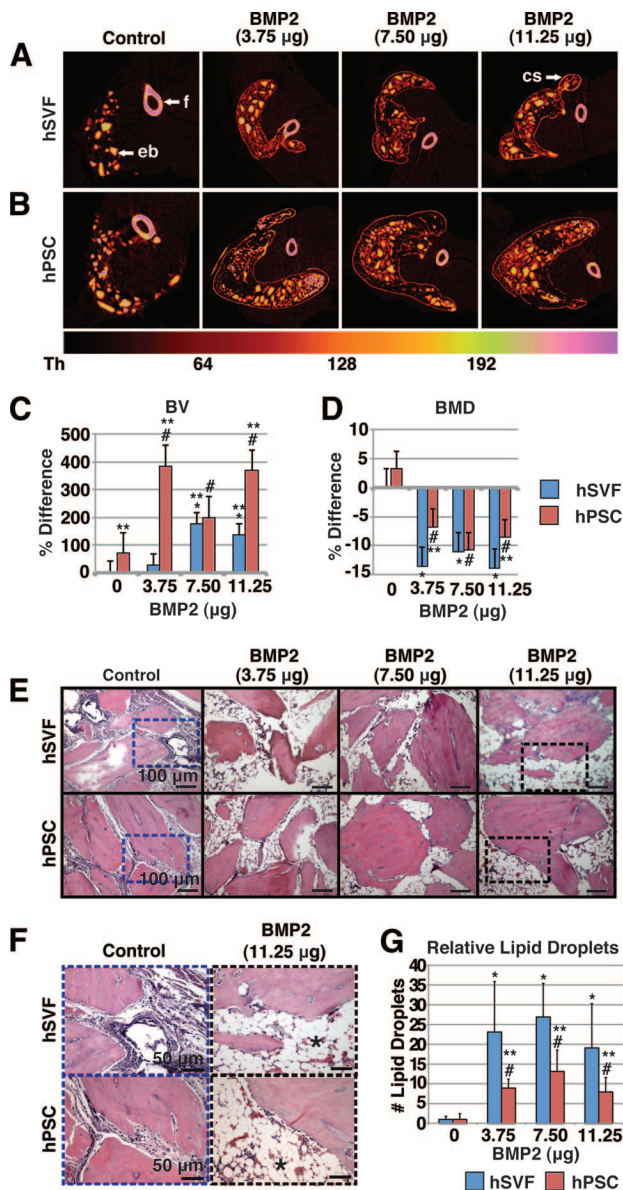 Control
BMP2
(3.75 µg)
BMP2
(7.50 µg)
BMP2
(11.25 µg)
A
hSVF
f
eb
cs
B
hPSC
Th 64 128 192
C
BV
% Difference
500
400
300
200
100
0
** ** # # ** * ** * ** #
0 3.75 7.50 11.25
BMP2 (µg)
D
BMD
% Difference
10
5
0
-5
-10
-15
* # ** * # * # **
0 3.75 7.50 11.25
BMP2 (µg)
hSVF
hPSC
E
Control
BMP2
(3.75 µg)
BMP2
(7.50 µg)
BMP2
(11.25 µg)
hSVF
100 µm
hPSC
100 µm
F
Control
BMP2
(11.25 µg)
hSVF
50 µm
*
hPSC
50 µm
*
G
Relative Lipid Droplets
# Lipid Droplets
40
35
30
25
20
15
10
5
0
* ** # * ** # * ** #
0 3.75 7.50 11.25
BMP2 (µg)
hSVF hPSC